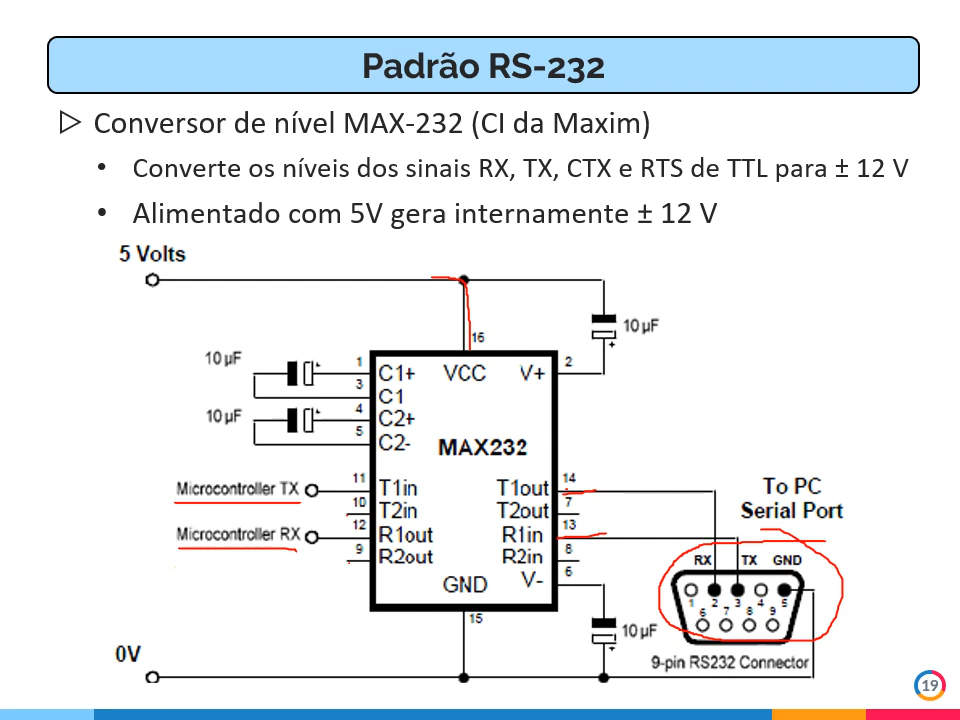 Padrão RS-232
Conversor de nível MAX-232 (CI da Maxim)
• Converte os níveis dos sinais RX, TX, CTX e RTS de TTL para ± 12 V
• Alimentado com 5V gera internamente ± 12 V
5 Volts
10 µF
16
10 µF
1
C1+
VCC
V+
2
3
C1
10 µF
4
C2+
5
C2-
MAX232
Microcontroller TX
11
T1in
T1out
14
10
T2in
T2out
7
Microcontroller RX
12
R1out
R1in
13
9
R2out
R2in
8
GND
V-
6
15
10 µF
To PC
Serial Port
RX TX GND
1 2 3 4 5
6 7 8 9
9-pin RS232 Connector
0V
19